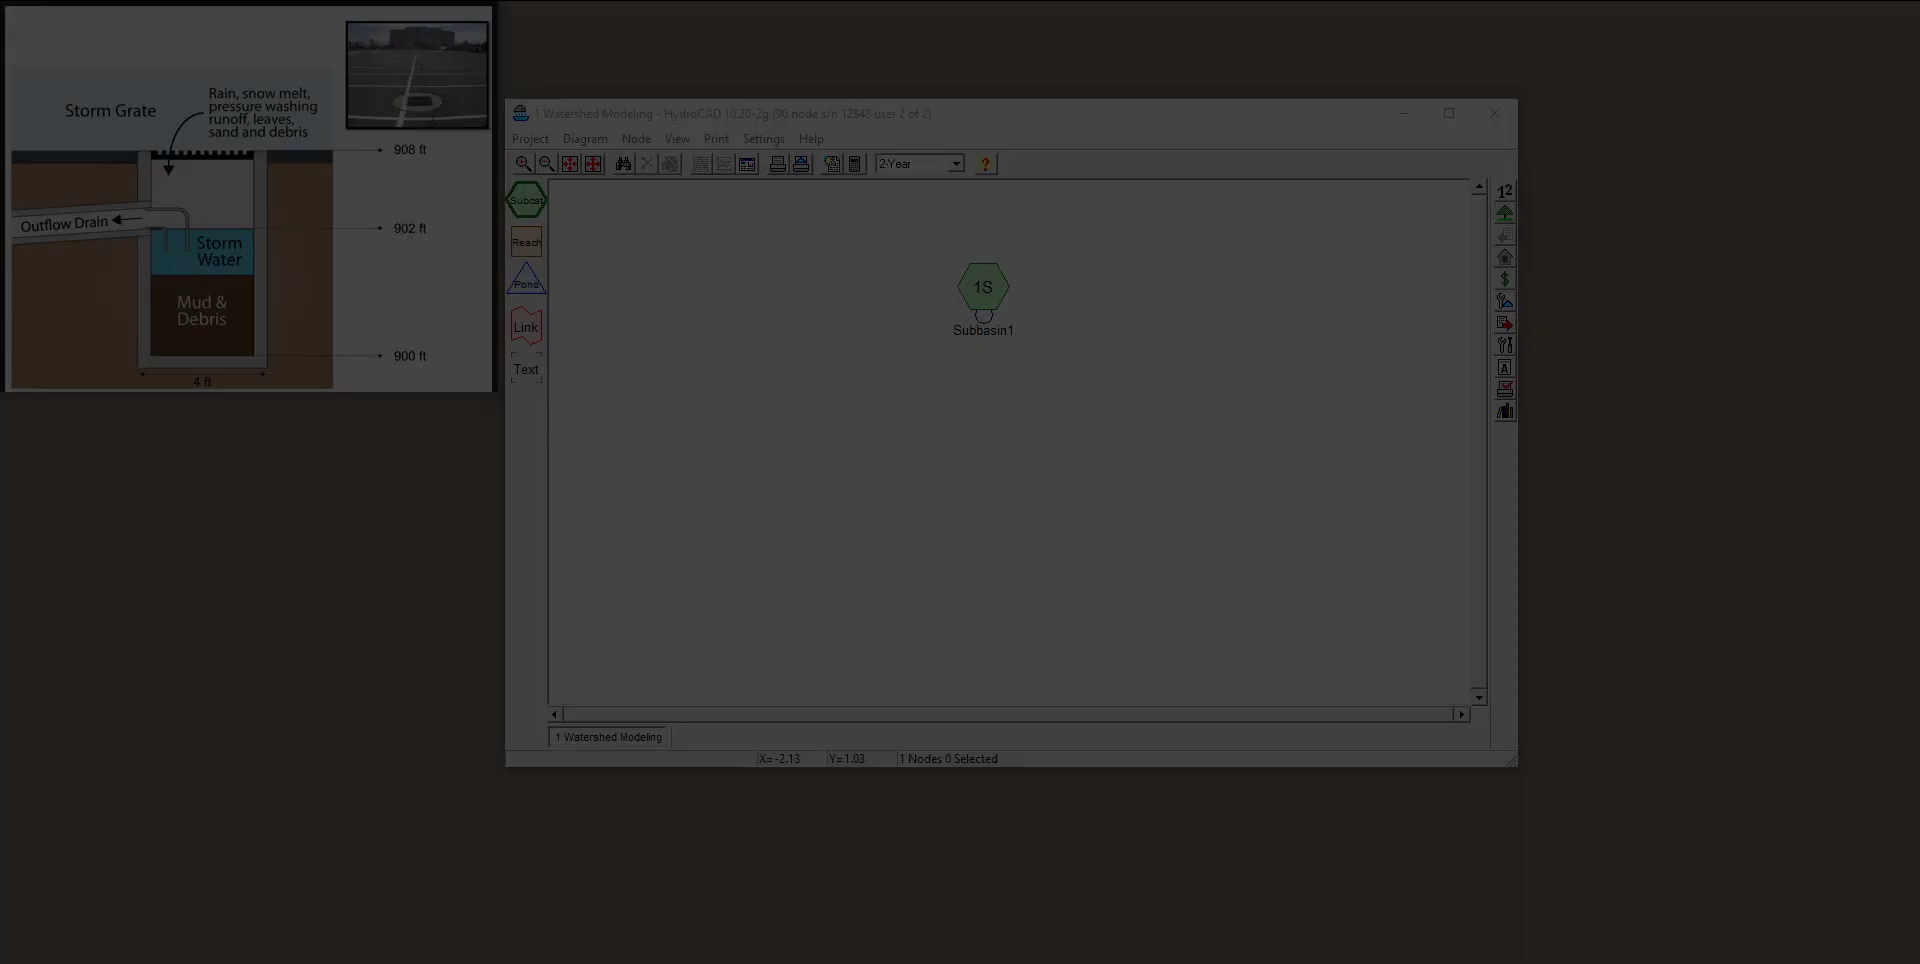 Storm Grate
Rain, snow melt,
pressure washing
runoff, leaves,
sand and debris
908 ft
Outflow Drain
902 ft
Storm
Water
Mud &
Debris
900 ft
4 ft
1 Watershed Modeling - HydroCAD 10.20-2g (90 node s/n 12848 user 2 of 2)
Project Diagram Node View Print Settings Help
2-Year
?
Subcat
Reach
Pond
Link
Text
1S
Subbasin1
12
$
A
1 Watershed Modeling
X=-2.13 Y=1.03 1 Nodes 0 Selected